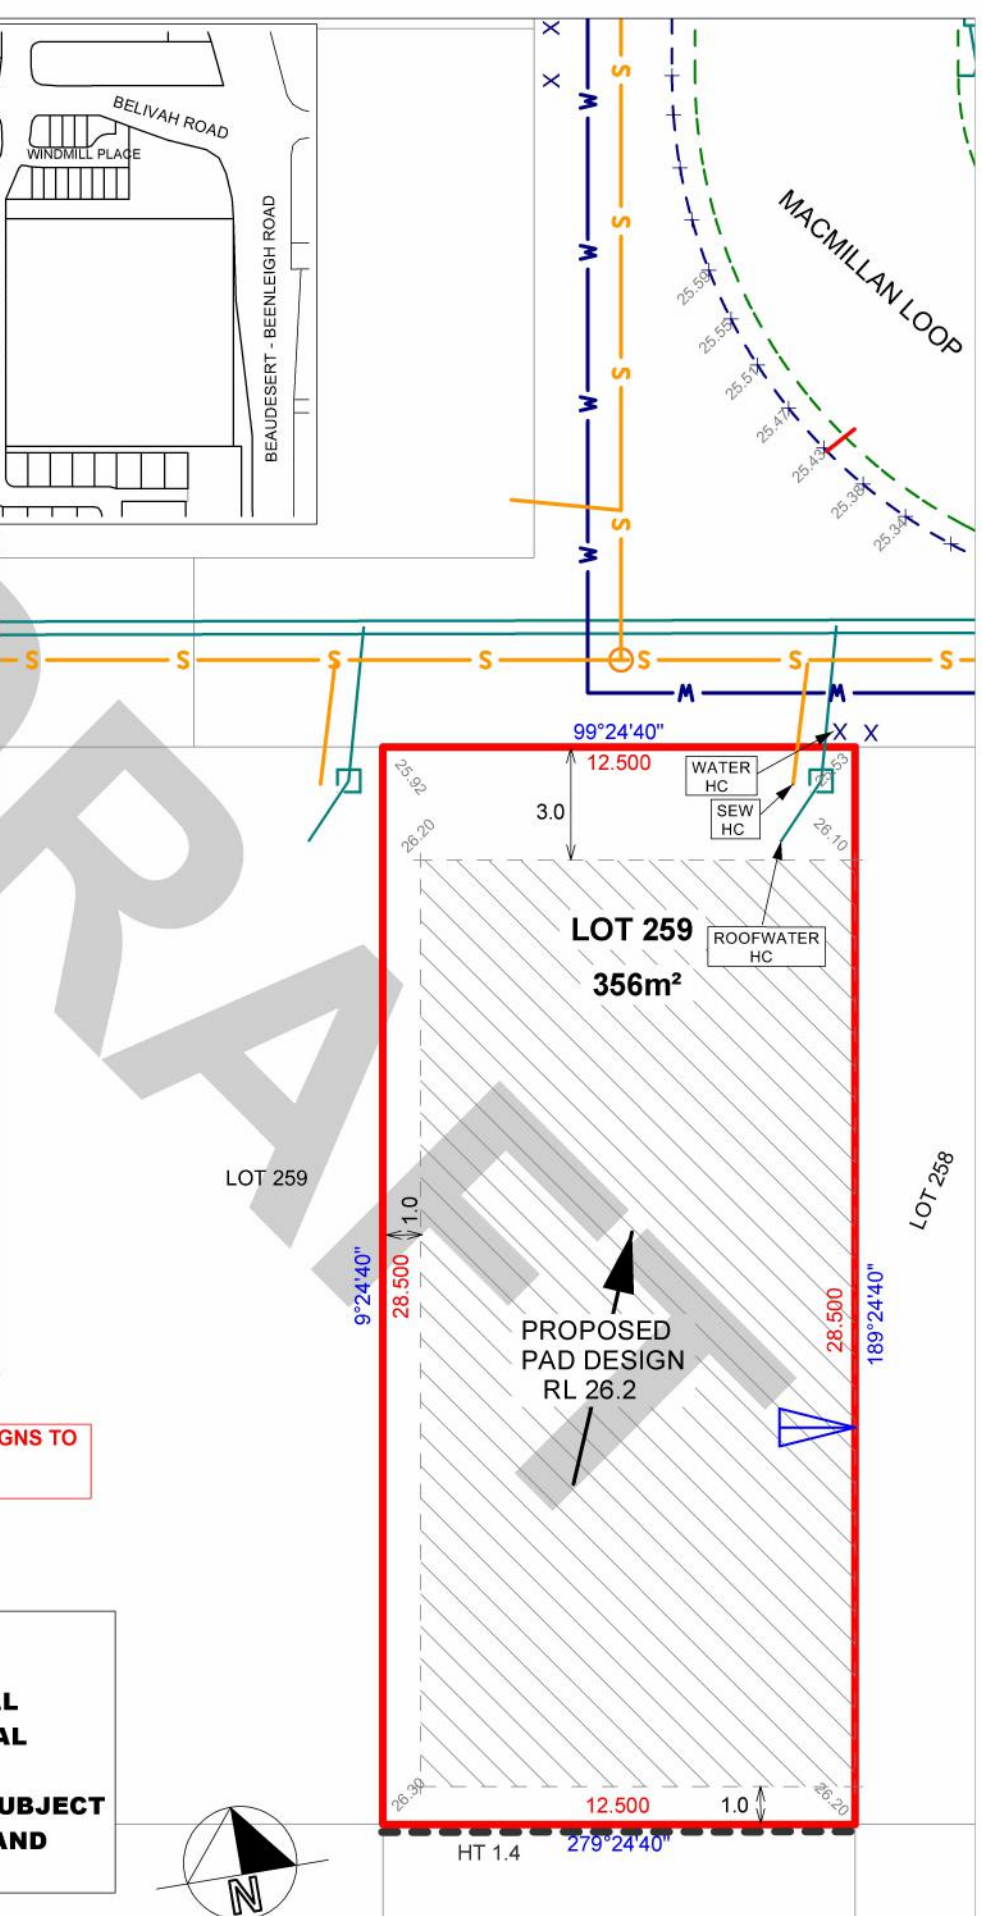 BELIVAH ROAD
WINDMILL PLACE
BEAUDESERT - BEENLEIGH ROAD
X
X
S
W
S
W
S
W
S
W
MACMILLAN LOOP
25.59
25.55
25.51
25.47
25.43
25.38
25.34
S S S S S S S
W W
99°24'40"
X X
12.500
25.92
26.20
3.0
WATER
HC
SEW
HC
25.53
26.10
LOT 259
356m²
ROOFWATER
HC
LOT 259
LOT 258
1.0
9°24'40"
28.500
28.500
189°24'40"
PROPOSED
PAD DESIGN
RL 26.2
GNS TO
L
AL
UBJECT
AND
26.30
12.500
1.0
26.20
HT 1.4
279°24'40"
N
DRAFT